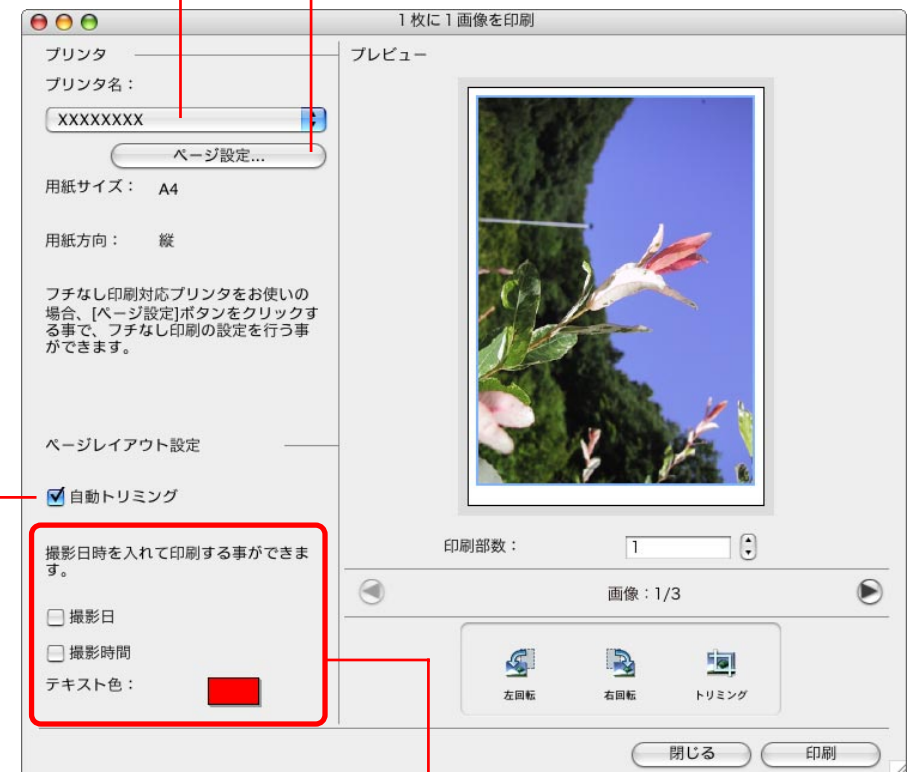 1枚に1画像を印刷
プリンタ
プリンタ名：
XXXXXXXX
ページ設定...
用紙サイズ： A4
用紙方向： 縦
フチなし印刷対応プリンタをお使いの
場合、[ページ設定]ボタンをクリックす
る事で、フチなし印刷の設定を行う事
ができます。
ページレイアウト設定
自動トリミング
撮影日時を入れて印刷する事ができま
す。
撮影日
撮影時間
テキスト色：
プレビュー
印刷部数： 1
画像：1/3
左回転 右回転 トリミング
閉じる 印刷